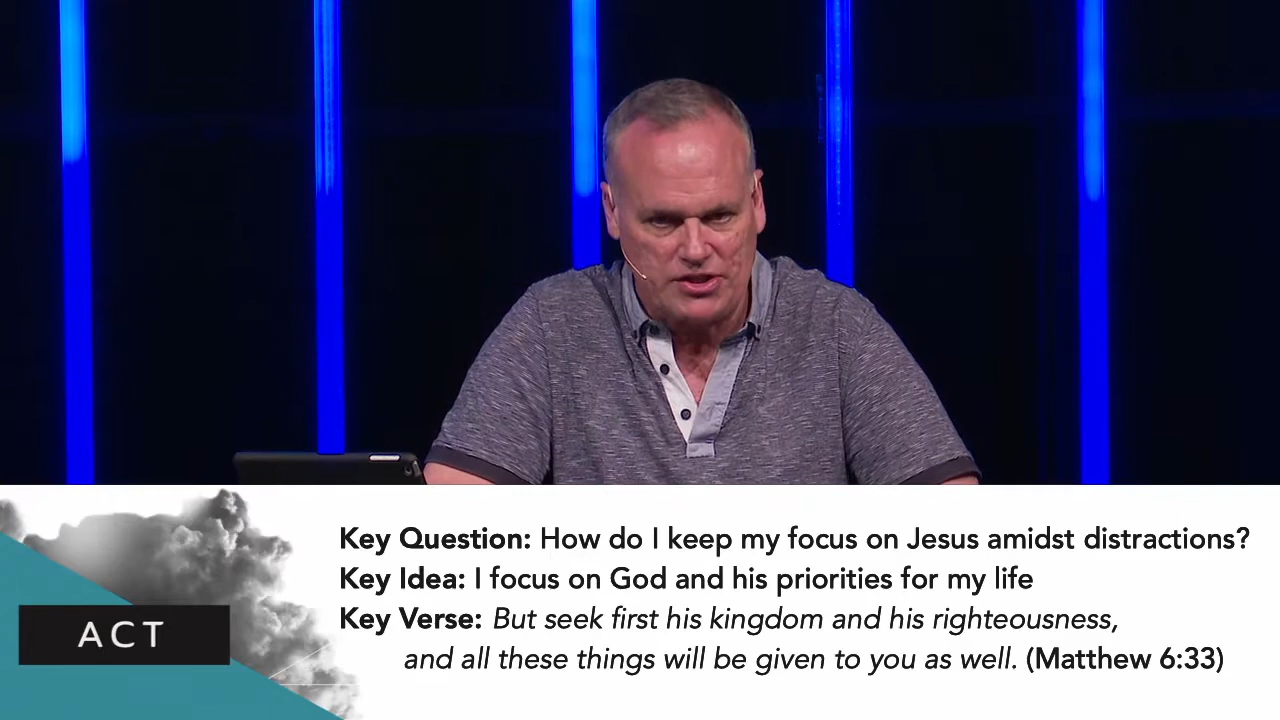 Key Question: How do I keep my focus on Jesus amidst distractions?
Key Idea: I focus on God and his priorities for my life
ACT
Key Verse: But seek first his kingdom and his righteousness,
and all these things will be given to you as well. (Matthew 6:33)